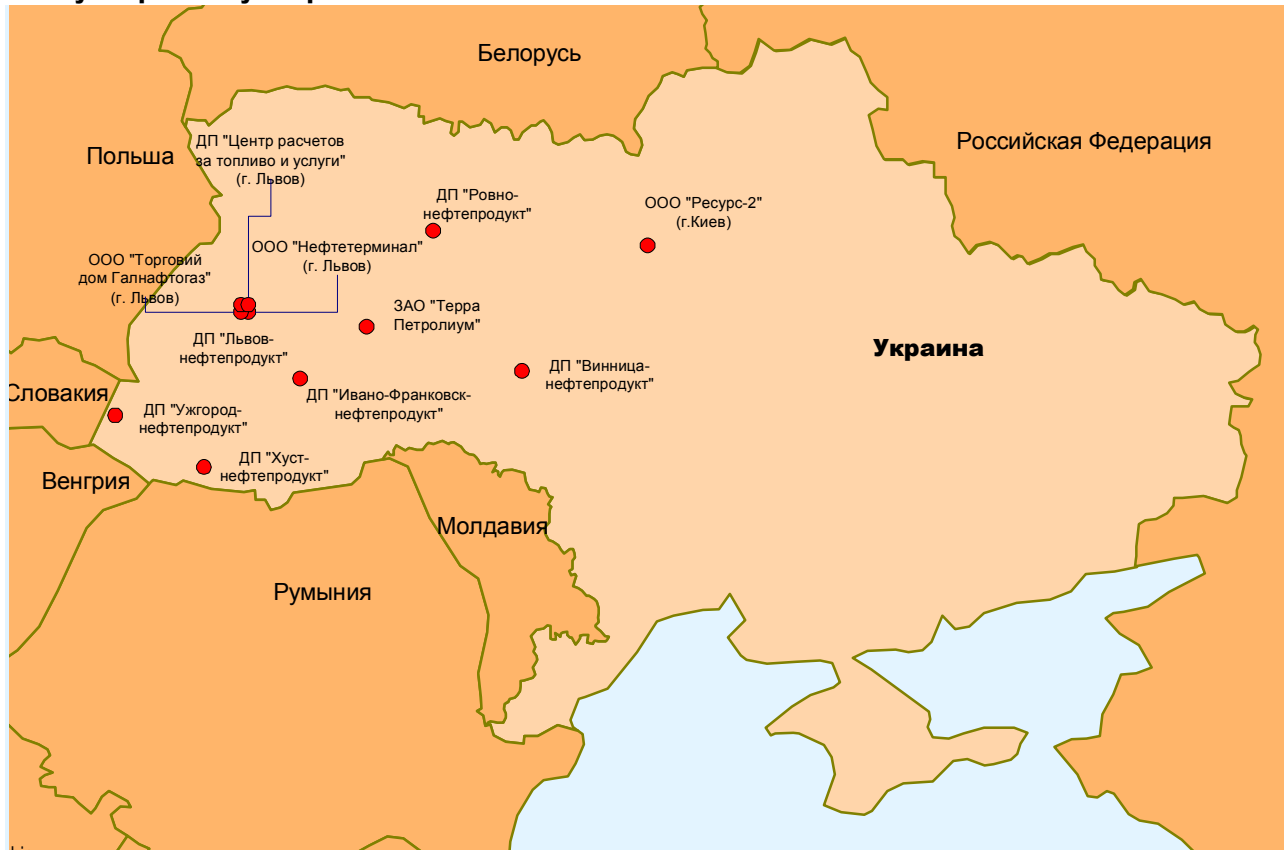 Белорусь
Российская Федерация
Польша
ДП "Центр расчетов
за топливо и услуги"
(г. Львов)
ДП "Ровно-
нефтепродукт"
ООО "Ресурс-2"
(г.Киев)
ООО "Нефтетерминал"
(г. Львов)
ООО "Торговий
дом Галнафтогаз"
(г. Львов)
ЗАО "Терра
Петролиум"
ДП "Львов-
нефтепродукт"
Украина
ДП "Винница-
нефтепродукт"
ДП "Ивано-Франковск-
нефтепродукт"
Словакия
ДП "Ужгород-
нефтепродукт"
ДП "Хуст-
нефтепродукт"
Венгрия
Молдавия
Румыния